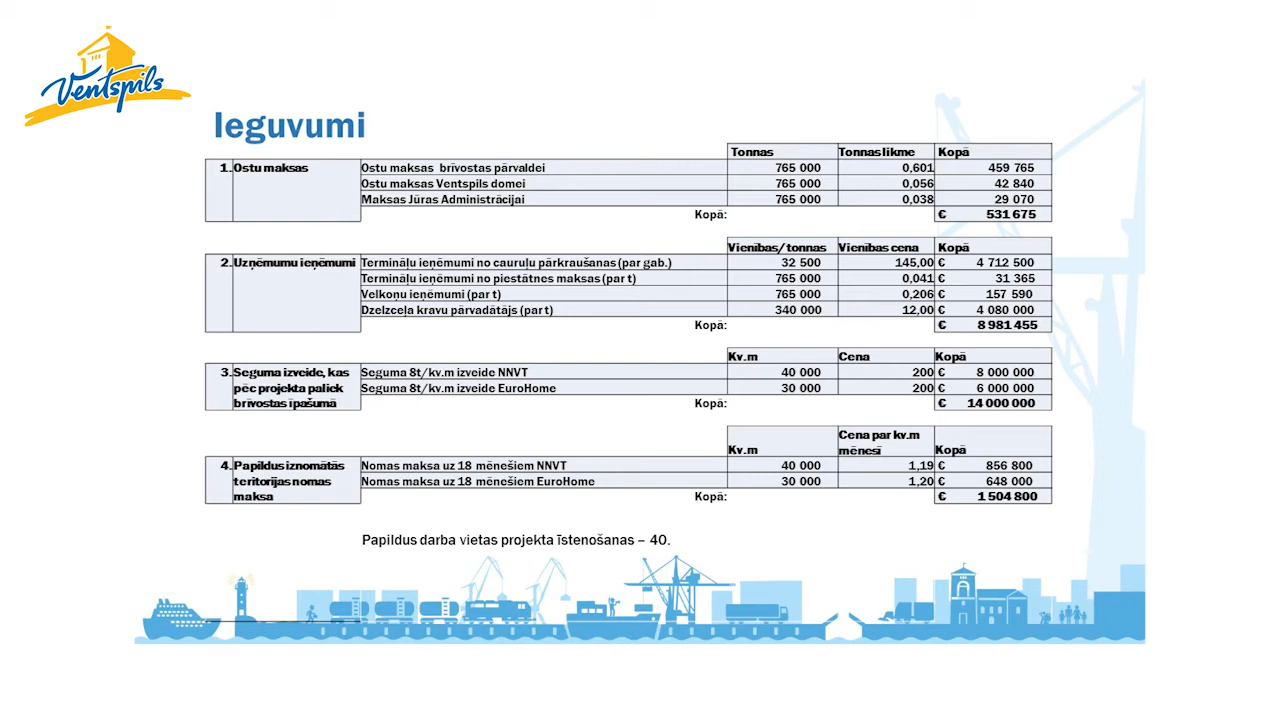 Ventspils
Ieguvumi
Tonnas Tonnas likme Kopā
1. Ostu maksas Ostu maksas brīvostas pārvaldei 765 000 0,601 459 765
Ostu maksas Ventspils domei 765 000 0,056 42 840
Maksas Jūras Administrācijai 765 000 0,038 29 070
Kopā: € 531 675
Vienības/tonnas Vienības cena Kopā
2. Uzņēmumu ieņēmumi Termināļu ieņēmumi no cauruļu pārkraušanas (par gab.) 32 500 145,00 € 4 712 500
Termināļu ieņēmumi no piestātnes maksas (par t) 765 000 0,041 € 31 365
Velkoņu ieņēmumi (par t) 765 000 0,206 € 157 590
Dzelzceļa kravu pārvadātājs (par t) 340 000 12,00 € 4 080 000
Kopā: € 8 981 455
Kv.m Cena Kopā
3. Seguma izveide, kas Seguma 8t/kv.m izveide NNVT 40 000 200 € 8 000 000
pēc projekta paliek Seguma 8t/kv.m izveide EuroHome 30 000 200 € 6 000 000
brīvostas īpašumā Kopā: € 14 000 000
Cena par kv.m
Kv.m mēnesī Kopā
4. Papildus iznomātās Nomas maksa uz 18 mēnešiem NNVT 40 000 1,19 € 856 800
teritorijas nomas Nomas maksa uz 18 mēnešiem EuroHome 30 000 1,20 € 648 000
maksa Kopā: € 1 504 800
Papildus darba vietas projekta īstenošanas – 40.